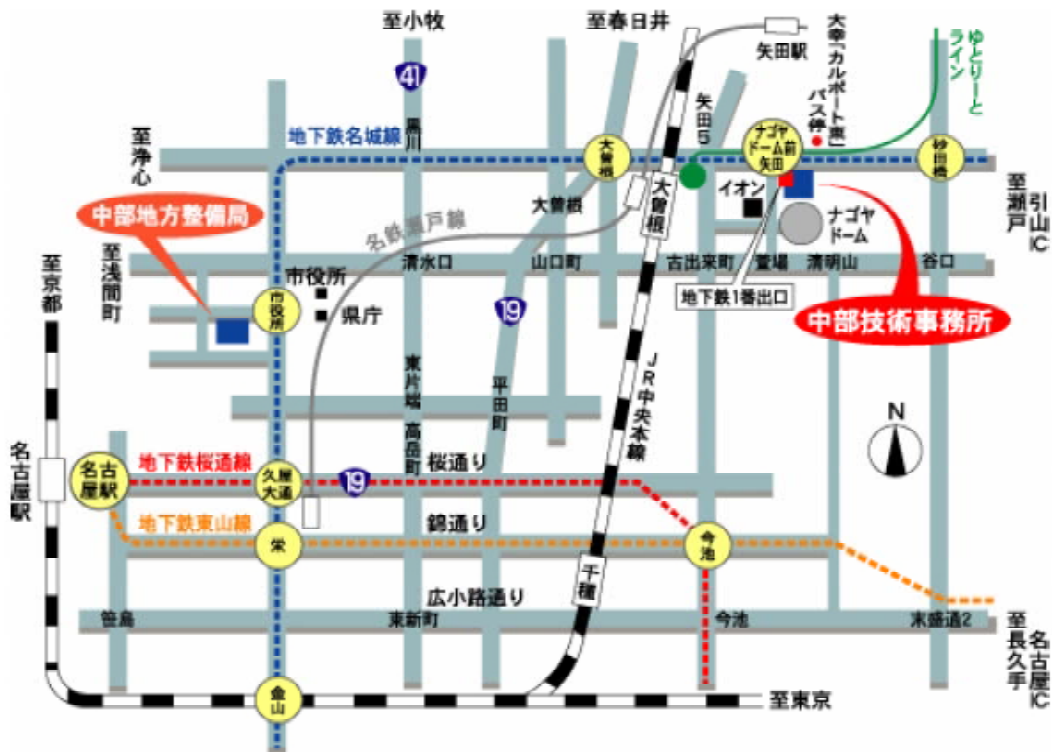 至小牧
至春日井
矢田駅
大幸「カルポート東」
バス停
ゆとりーと
ライン
41
黒川
矢田5
至浄心
地下鉄名城線
大曽根
ナゴヤ
ドーム前
矢田
砂田橋
中部地方整備局
大曽根
大曽根
イオン
ナゴヤ
ドーム
至瀬戸
引山IC
名鉄瀬戸線
至京都
至浅間町
市役所
清水口
山口町
古出来町
萱場
清明山
谷口
市役所
県庁
19
地下鉄1番出口
中部技術事務所
東片端
平田町
JR中央本線
N
高岳町
名古屋駅
名古
屋駅
地下鉄桜通線
久屋
大通
19
桜通り
地下鉄東山線
栄
錦通り
今池
千種
広小路通り
笹島
東新町
今池
末盛通2
至長久手
名古屋IC
金山
至東京